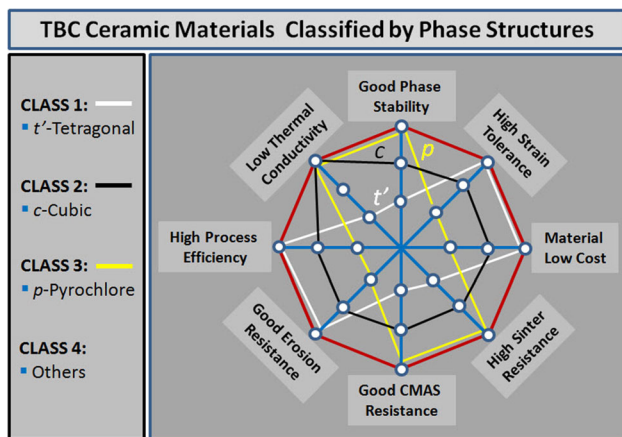 TBC Ceramic Materials Classified by Phase Structures
CLASS 1:
t’-Tetragonal
CLASS 2:
c-Cubic
CLASS 3:
p-Pyrochlore
CLASS 4:
Others
Good Phase
Stability
High Strain
Tolerance
Material
Low Cost
High Sinter
Resistance
Good CMAS
Resistance
Good Erosion
Resistance
High Process
Efficiency
Low Thermal
Conductivity
c
p
t’